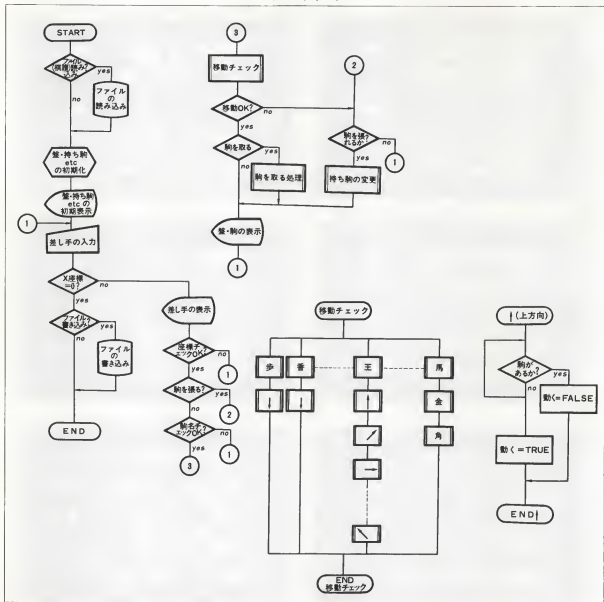 START
ファイル
(棋譜)読み?
込み
yes
no
ファイル
の
読み込み
盤・持ち駒
etc
の初期化
盤・持ち駒
etc の
初期表示
1
差し手の入力
X座標
=0?
no
yes
ファイル
書き込み?
yes
no
ファイル
の
書き込み
END
差し手の表示
座標チ
ェックOK?
no
yes
1
駒を張る?
yes
no
2
駒名チ
ェックOK?
no
yes
1
3
3
移動チェック
移動OK?
no
yes
駒を取る
yes
no
駒を取る処理
盤・駒の表示
1
2
駒を張
れるか?
no
yes
1
持ち駒の変更
移動チェック
歩
香
王
馬
金
角
END
移動チェック
↑(上方向)
駒が
あるか?
no
yes
動く=FALSE
動く=TRUE
END↑